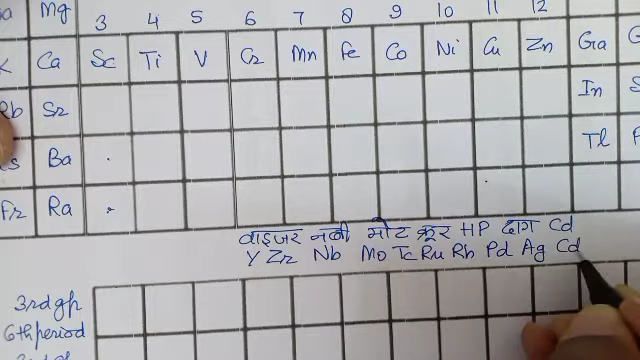 Mg 3 4 5 6 7 8 9 10 11 12
Ca Sc Ti V Cr Mn Fe Co Ni Cu Zn Ga
Rb Sr In
Ba Tl
Fr Ra
वाइजर नबी मोट क्रूर HP दाग Cd
Y Zr Nb Mo Tc Ru Rh Pd Ag Cd
3rd gp
6th period